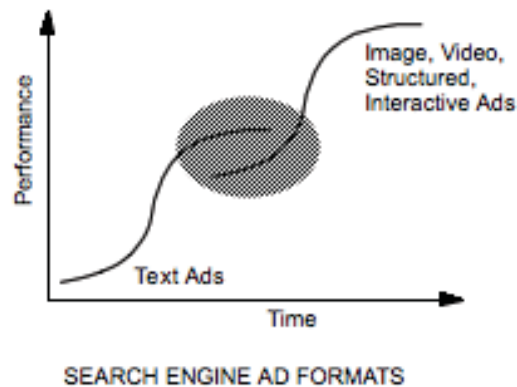 Image, Video,
Structured,
Interactive Ads
Performance
Text Ads
Time
SEARCH ENGINE AD FORMATS